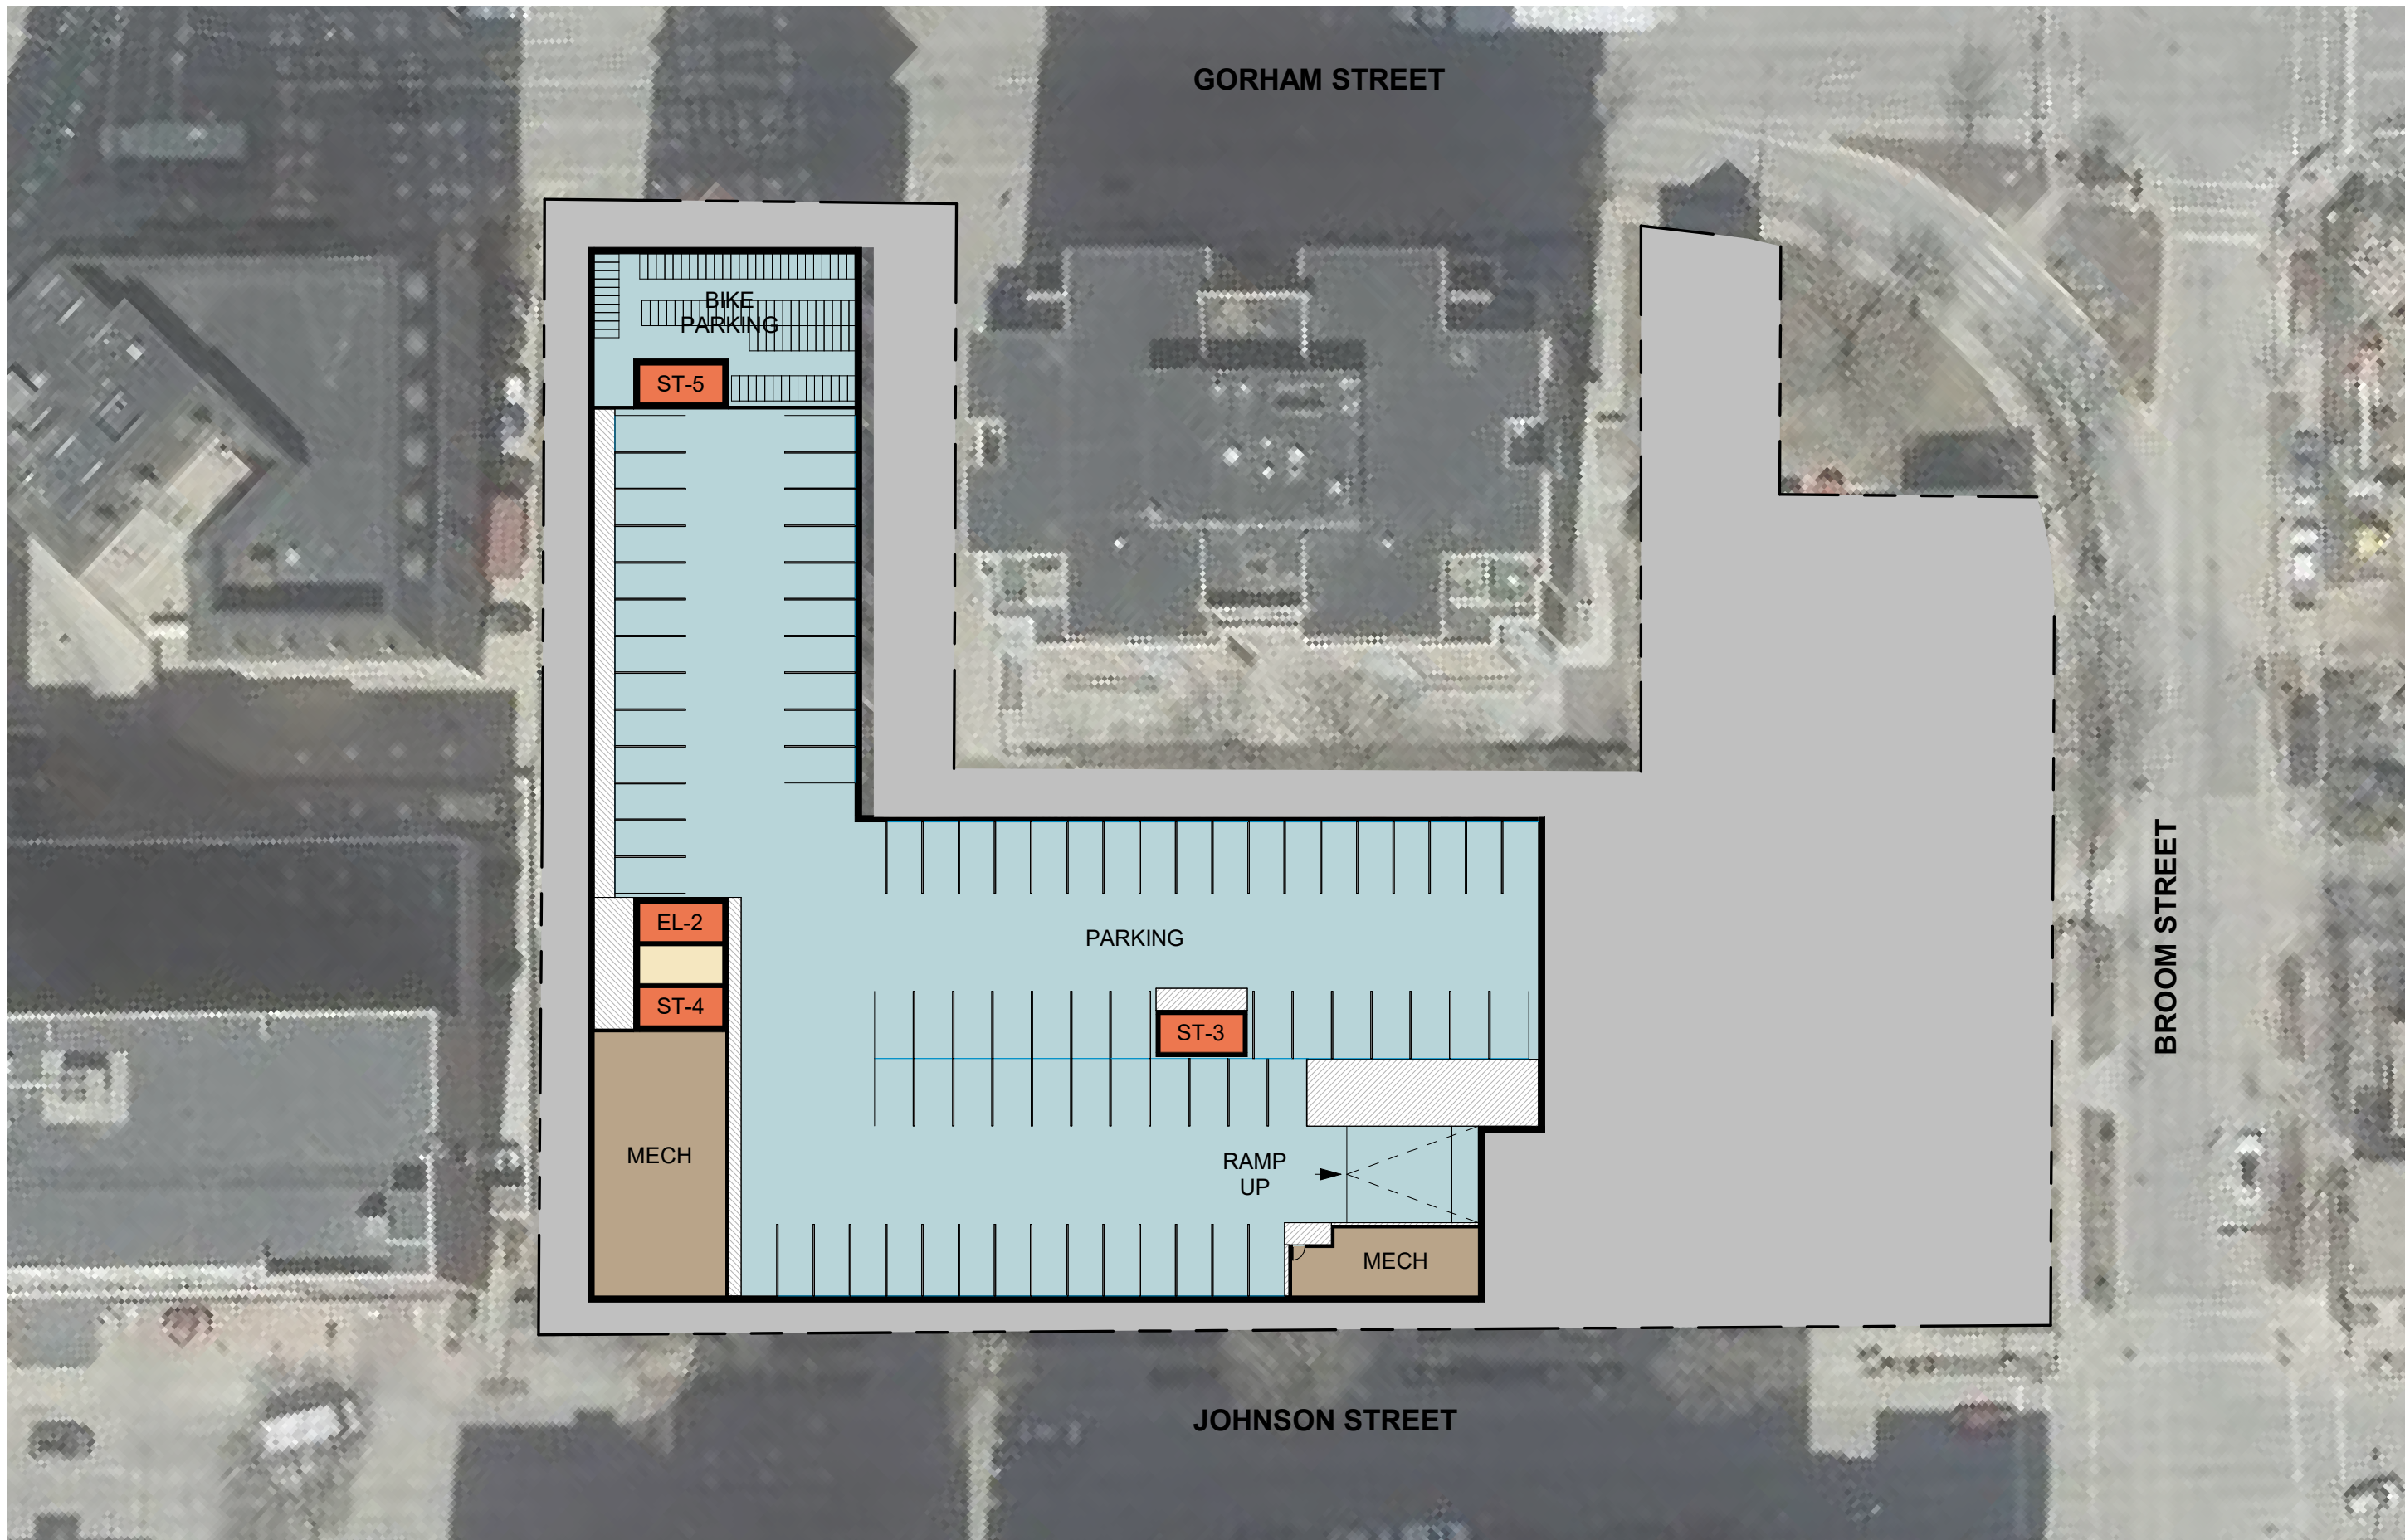 GORHAM STREET
BIKE
PARKING
ST-5
EL-2
PARKING
ST-4
ST-3
BROOM STREET
MECH
RAMP
UP
MECH
JOHNSON STREET